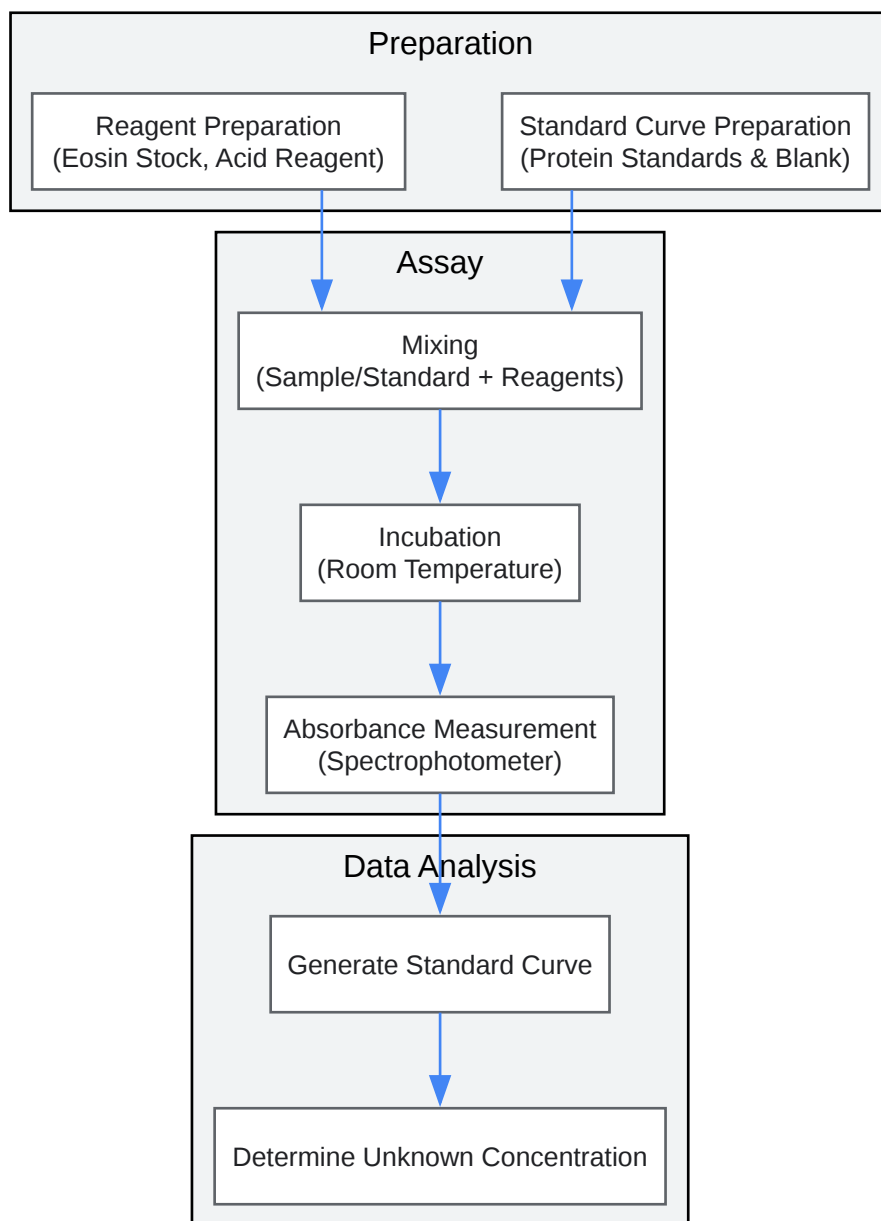 Preparation
Reagent Preparation
(Eosin Stock, Acid Reagent)
Standard Curve Preparation
(Protein Standards & Blank)
Assay
Mixing
(Sample/Standard + Reagents)
Incubation
(Room Temperature)
Absorbance Measurement
(Spectrophotometer)
Data Analysis
Generate Standard Curve
Determine Unknown Concentration